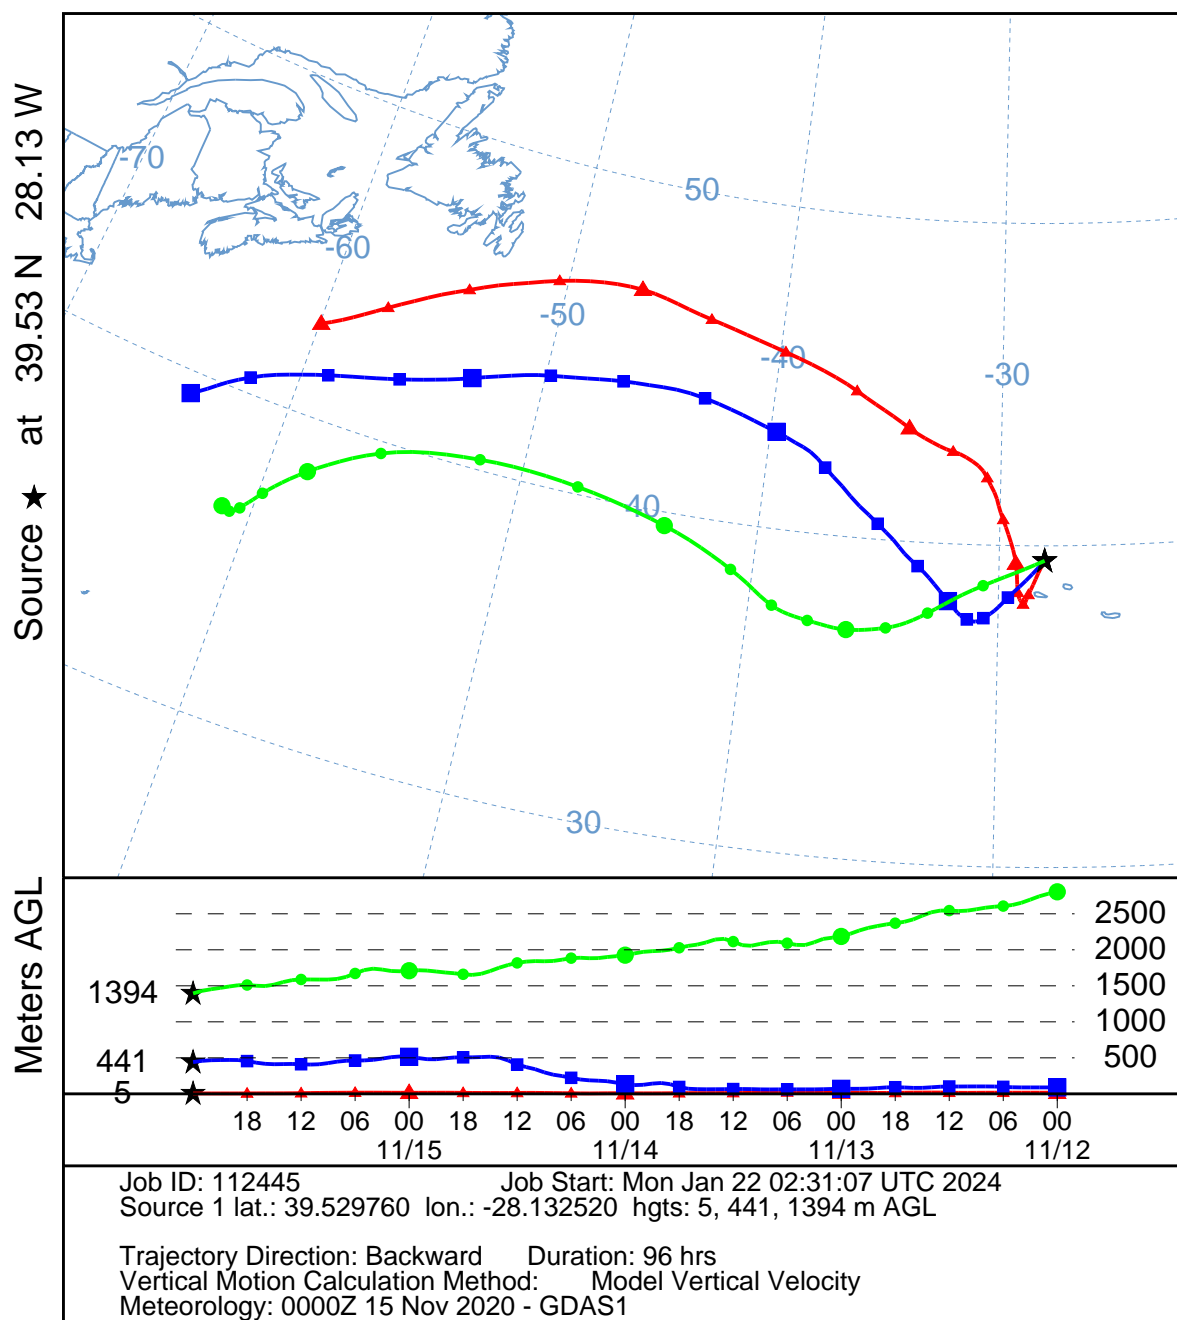 Source ★ at 39.53 N 28.13 W
-70
-60
50
-50
-40
-30
40
30
Meters AGL
2500
2000
1394
1500
1000
441
500
5
18 12 06 00 18 12 06 00 18 12 06 00 18 12 06 00
11/15 11/14 11/13 11/12
Job ID: 112445 Job Start: Mon Jan 22 02:31:07 UTC 2024
Source 1 lat.: 39.529760 lon.: -28.132520 hgts: 5, 441, 1394 m AGL
Trajectory Direction: Backward Duration: 96 hrs
Vertical Motion Calculation Method: Model Vertical Velocity
Meteorology: 0000Z 15 Nov 2020 - GDAS1